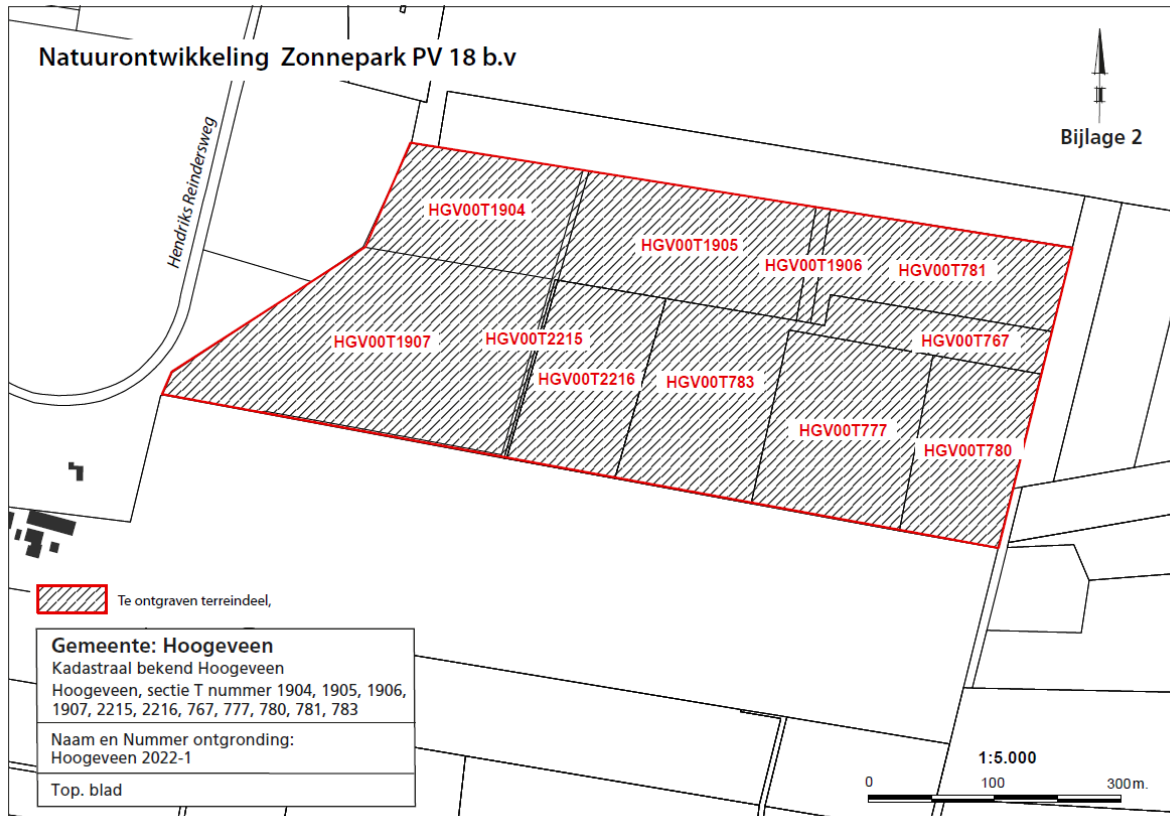 Natuurontwikkeling Zonnepark PV 18 b.v
Bijlage 2
Hendriks Reindersweg
HGV00T1904
HGV00T1905
HGV00T1906
HGV00T781
HGV00T1907
HGV00T2215
HGV00T767
HGV00T2216
HGV00T783
HGV00T777
HGV00T780
Te ontgraven terreindeel,
Gemeente: Hoogeveen
Kadastraal bekend Hoogeveen
Hoogeveen, sectie T nummer 1904, 1905, 1906,
1907, 2215, 2216, 767, 777, 780, 781, 783
Naam en Nummer ontgronding:
Hoogeveen 2022-1
Top. blad
1:5.000
0 100 300 m.